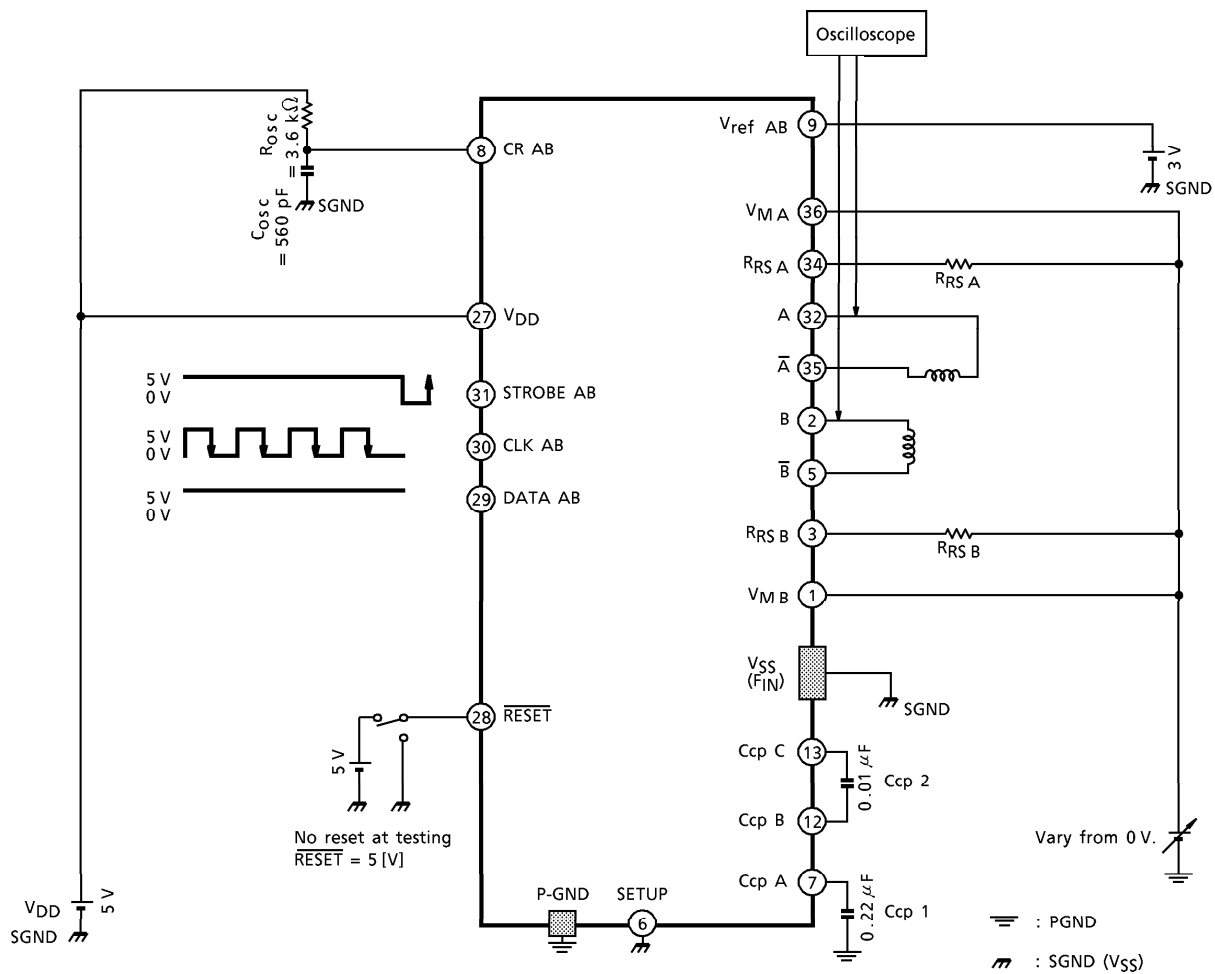 Oscilloscope
Rosc
= 3.6 kΩ
Cosc
= 560 pF
SGND
8
CR AB
Vref AB
9
3 V
SGND
VM A
36
RRS A
34
RRS A
27
VDD
A
32
A̅
35
5 V
0 V
31
STROBE AB
B
2
5 V
0 V
30
CLK AB
B̅
5
5 V
0 V
29
DATA AB
RRS B
3
RRS B
VM B
1
VSS
(FIN)
SGND
28
R̅E̅S̅E̅T̅
5 V
No reset at testing
R̅E̅S̅E̅T̅ = 5 [V]
Ccp C
13
0.01 μF
Ccp 2
Ccp B
12
Vary from 0 V.
Ccp A
7
0.22 μF
Ccp 1
P-GND
SETUP
6
VDD
5 V
SGND
: PGND
: SGND (VSS)